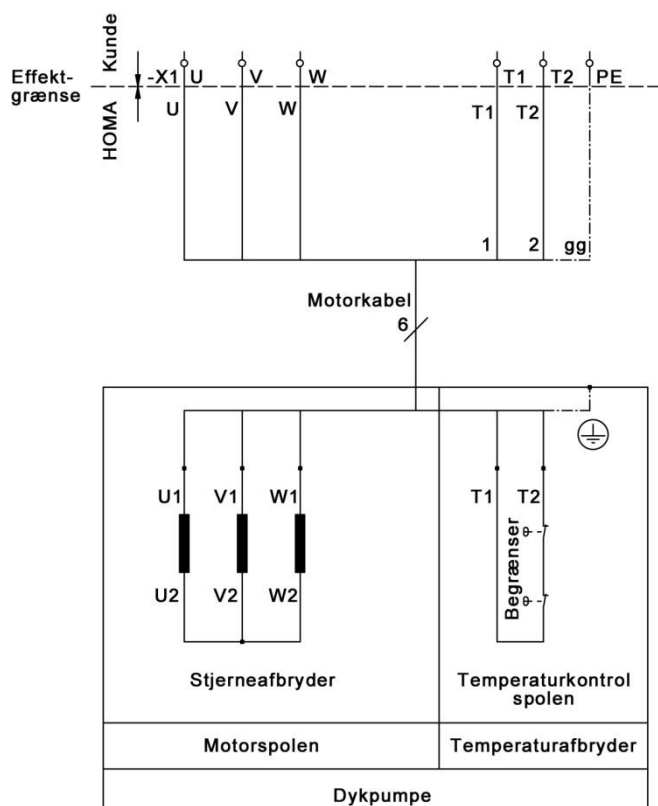 Kunde
Effekt-
grænse
HOMA
-X1 U V W T1 T2 PE
U V W T1 T2
1 2 gg
Motorkabel
6
U1 V1 W1 T1 T2
Begrænser
U2 V2 W2
Stjerneafbryder
Temperaturkontrol
spolen
Motorspolen
Temperaturafbryder
Dykpumpe